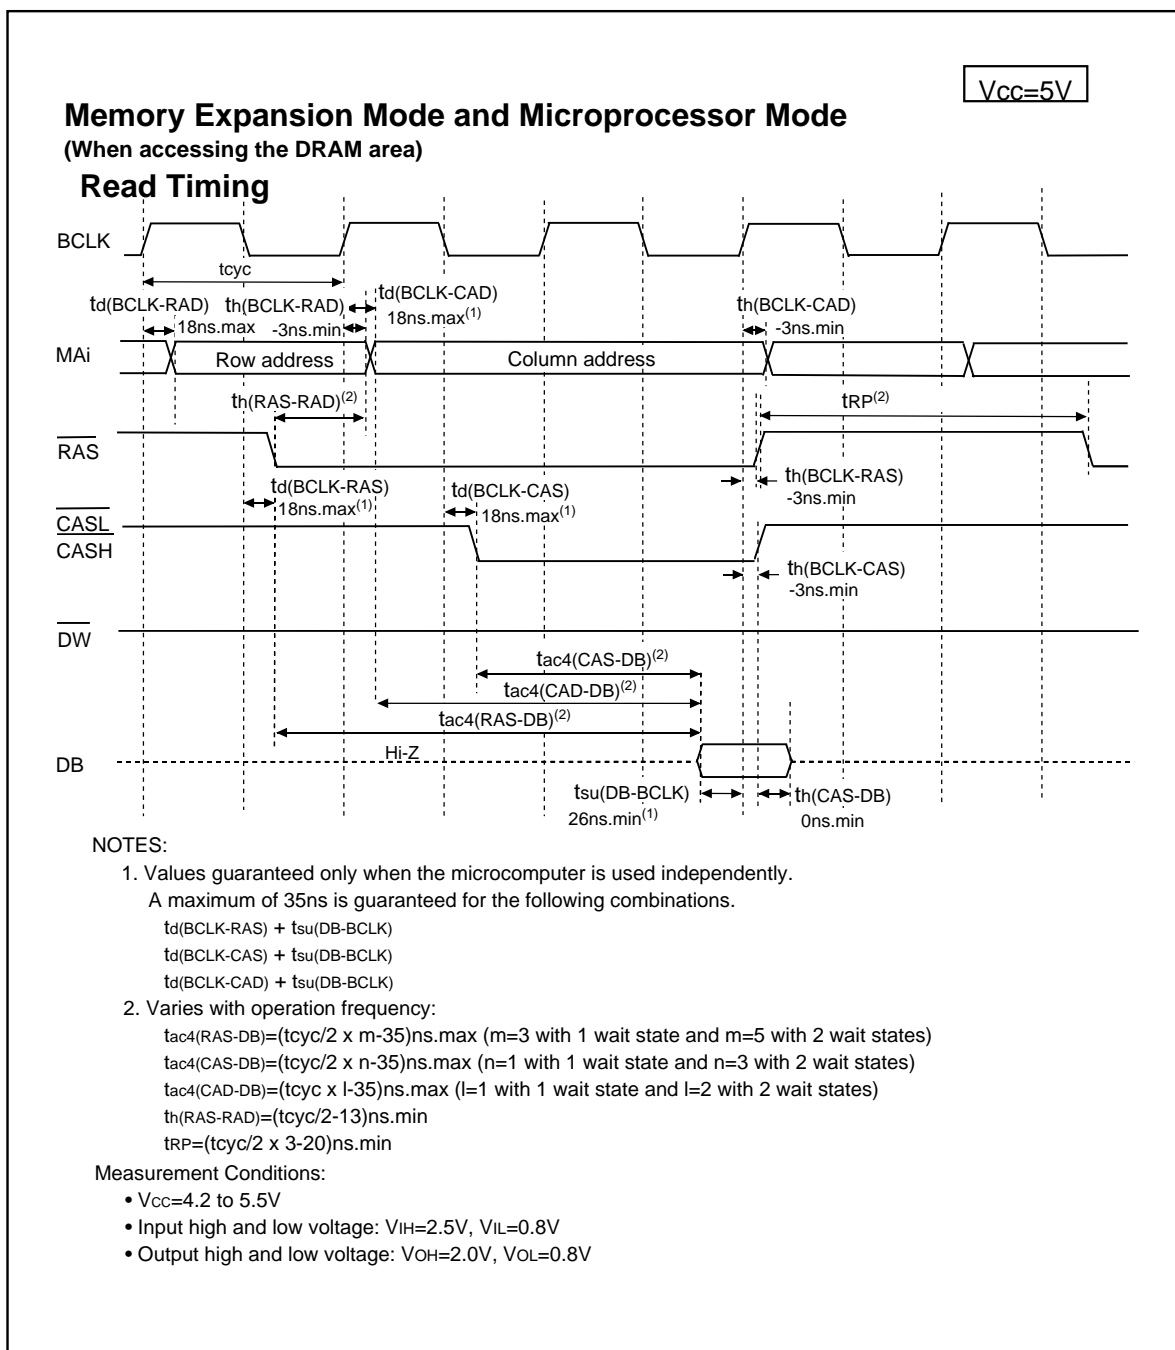 Vcc=5V
Memory Expansion Mode and Microprocessor Mode
(When accessing the DRAM area)
Read Timing
BCLK
tcyc
td(BCLK-RAD)
18ns.max
th(BCLK-RAD)
-3ns.min
td(BCLK-CAD)
18ns.max(1)
th(BCLK-CAD)
-3ns.min
MAi
Row address
Column address
th(RAS-RAD)(2)
tRP(2)
RAS
td(BCLK-RAS)
18ns.max(1)
td(BCLK-CAS)
18ns.max(1)
th(BCLK-RAS)
-3ns.min
CASL
CASH
th(BCLK-CAS)
-3ns.min
DW
tac4(CAS-DB)(2)
tac4(CAD-DB)(2)
tac4(RAS-DB)(2)
Hi-Z
DB
tsu(DB-BCLK)
26ns.min(1)
th(CAS-DB)
0ns.min
NOTES:
1. Values guaranteed only when the microcomputer is used independently.
A maximum of 35ns is guaranteed for the following combinations.
td(BCLK-RAS) + tsu(DB-BCLK)
td(BCLK-CAS) + tsu(DB-BCLK)
td(BCLK-CAD) + tsu(DB-BCLK)
2. Varies with operation frequency:
tac4(RAS-DB)=(tcyc/2 x m-35)ns.max (m=3 with 1 wait state and m=5 with 2 wait states)
tac4(CAS-DB)=(tcyc/2 x n-35)ns.max (n=1 with 1 wait state and n=3 with 2 wait states)
tac4(CAD-DB)=(tcyc x l-35)ns.max (l=1 with 1 wait state and l=2 with 2 wait states)
th(RAS-RAD)=(tcyc/2-13)ns.min
tRP=(tcyc/2 x 3-20)ns.min
Measurement Conditions:
• VCC=4.2 to 5.5V
• Input high and low voltage: VIH=2.5V, VIL=0.8V
• Output high and low voltage: VOH=2.0V, VOL=0.8V